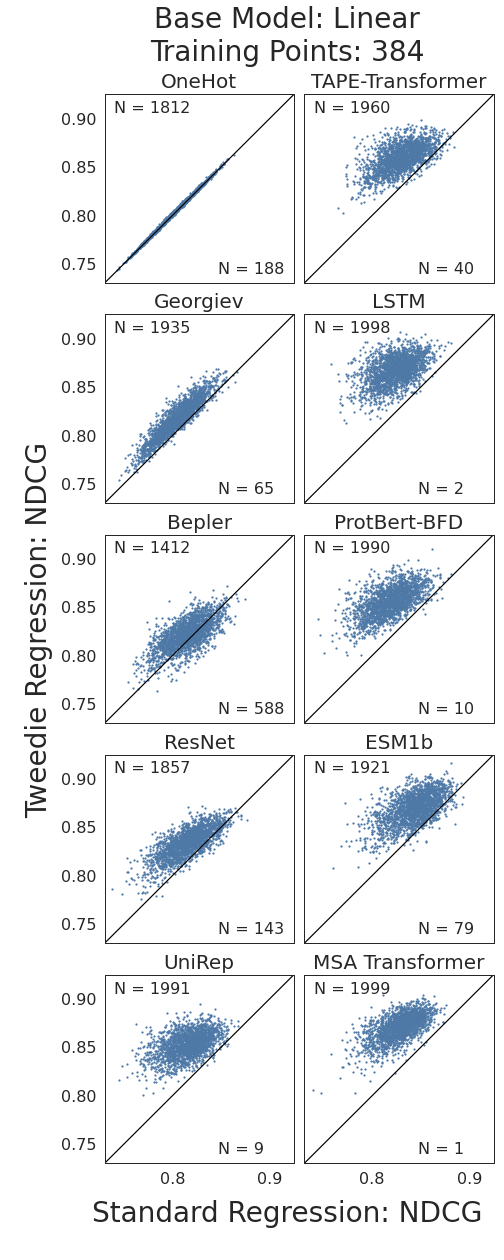 Base Model: Linear
Training Points: 384
OneHot
TAPE-Transformer
N = 1812
N = 1960
0.90
0.85
0.80
0.75
N = 188
N = 40
Georgiev
LSTM
N = 1935
N = 1998
0.90
0.85
0.80
0.75
N = 65
N = 2
Bepler
ProtBert-BFD
N = 1412
N = 1990
0.90
0.85
0.80
0.75
N = 588
N = 10
ResNet
ESM1b
N = 1857
N = 1921
0.90
0.85
0.80
0.75
N = 143
N = 79
UniRep
MSA Transformer
N = 1991
N = 1999
0.90
0.85
0.80
0.75
N = 9
N = 1
0.8 0.9 0.8 0.9
Tweedie Regression: NDCG
Standard Regression: NDCG